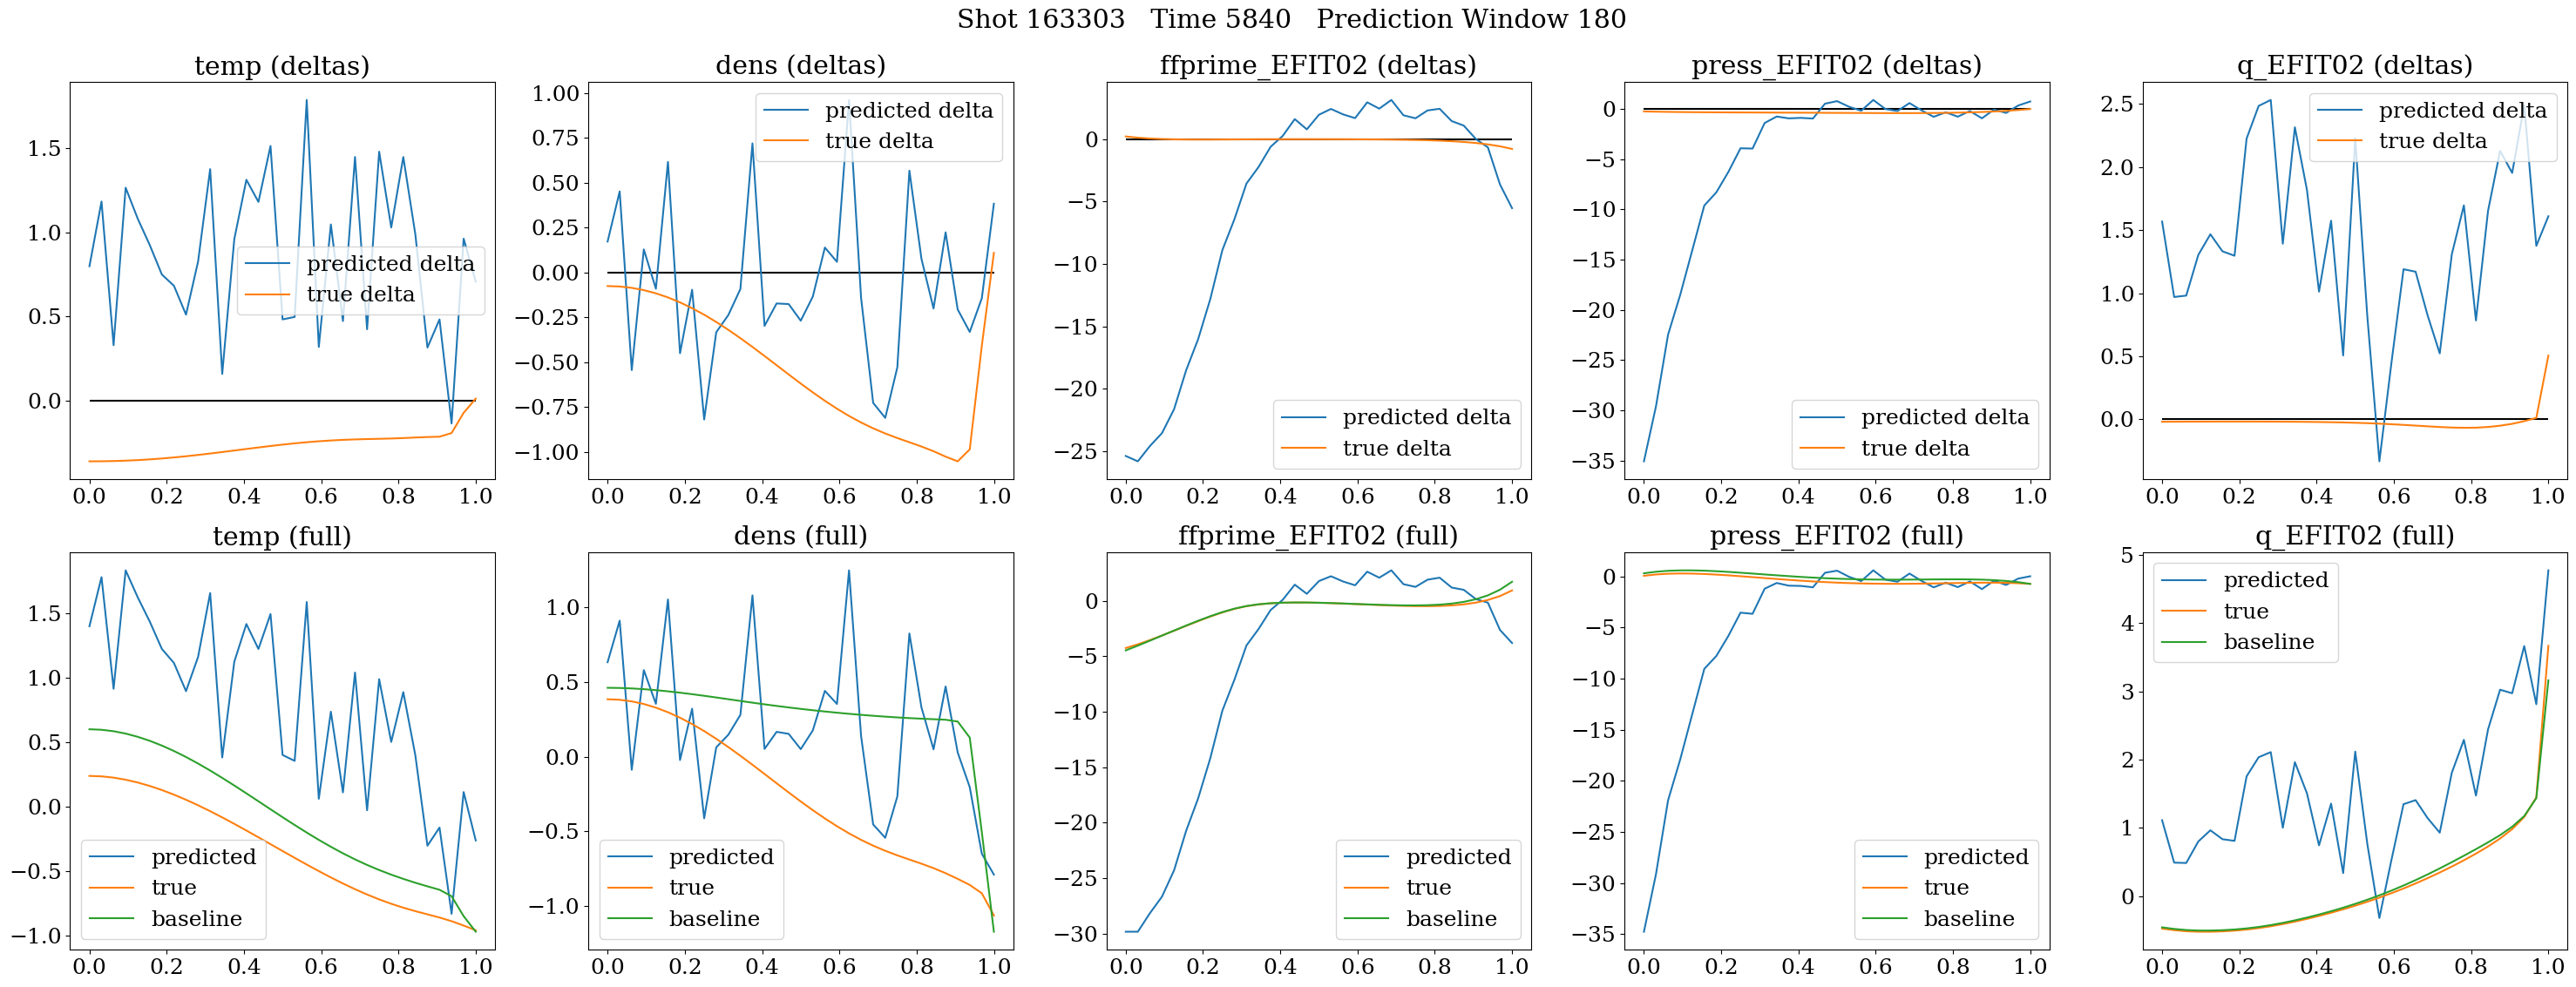 Shot 163303   Time 5840   Prediction Window 180
temp (deltas)
1.5
1.0
0.5
0.0
0.0 0.2 0.4 0.6 0.8 1.0
predicted delta
true delta
dens (deltas)
1.00
0.75
0.50
0.25
0.00
−0.25
−0.50
−0.75
−1.00
0.0 0.2 0.4 0.6 0.8 1.0
predicted delta
true delta
ffprime_EFIT02 (deltas)
0
−5
−10
−15
−20
−25
0.0 0.2 0.4 0.6 0.8 1.0
predicted delta
true delta
press_EFIT02 (deltas)
0
−5
−10
−15
−20
−25
−30
−35
0.0 0.2 0.4 0.6 0.8 1.0
predicted delta
true delta
q_EFIT02 (deltas)
2.5
2.0
1.5
1.0
0.5
0.0
0.0 0.2 0.4 0.6 0.8 1.0
predicted delta
true delta
temp (full)
1.5
1.0
0.5
0.0
−0.5
−1.0
0.0 0.2 0.4 0.6 0.8 1.0
predicted
true
baseline
dens (full)
1.0
0.5
0.0
−0.5
−1.0
0.0 0.2 0.4 0.6 0.8 1.0
predicted
true
baseline
ffprime_EFIT02 (full)
0
−5
−10
−15
−20
−25
−30
0.0 0.2 0.4 0.6 0.8 1.0
predicted
true
baseline
press_EFIT02 (full)
0
−5
−10
−15
−20
−25
−30
−35
0.0 0.2 0.4 0.6 0.8 1.0
predicted
true
baseline
q_EFIT02 (full)
5
4
3
2
1
0
0.0 0.2 0.4 0.6 0.8 1.0
predicted
true
baseline